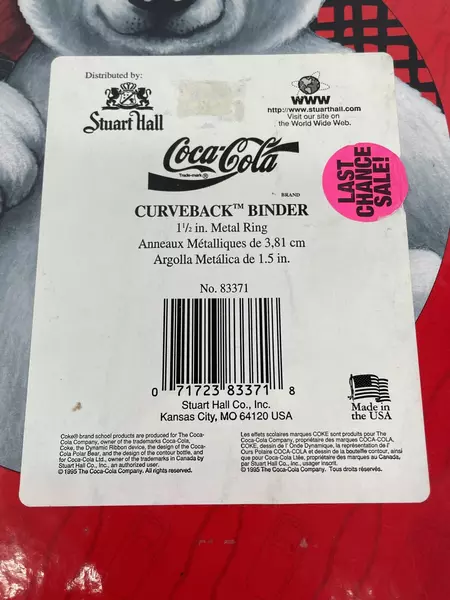 Distributed by:
Stuart Hall
WWW
http://www.stuarthall.com
Visit our site on
the World Wide Web.
Coca-Cola
Trade-mark ®
BRAND
LAST
CHANCE
SALE!
CURVEBACK™ BINDER
1½ in. Metal Ring
Anneaux Métalliques de 3,81 cm
Argolla Metálica de 1.5 in.
No. 83371
0 71723 83371 8
Stuart Hall Co., Inc.
Kansas City, MO 64120 USA
Made in
the USA
Coke® brand school products are produced for The Coca-
Cola Company, owner of the trademarks Coca-Cola,
Coke, the Dynamic Ribbon device, the design of the Coca-
Cola Polar Bear, and the design of the contour bottle, and
for Coca-Cola Ltd., owner of the trademarks in Canada by
Stuart Hall Co., Inc., an authorized user.
©1995 The Coca-Cola Company. All rights reserved.
Les effets scolaires marques COKE sont produits pour The
Coca-Cola Company, propriétaire des marques COCA-COLA,
COKE, dessin de l' Onde Dynamique, la représentation de l'
Ours Polaire COCA-COLA et dessin de la bouteille contour, ainsi
que pour Coca-Cola Ltée, propriétaire des marques au Canada,
par Stuart Hall Co., Inc., usager inscrit.
©1995 The Coca-Cola Company. Tous droits réservés.